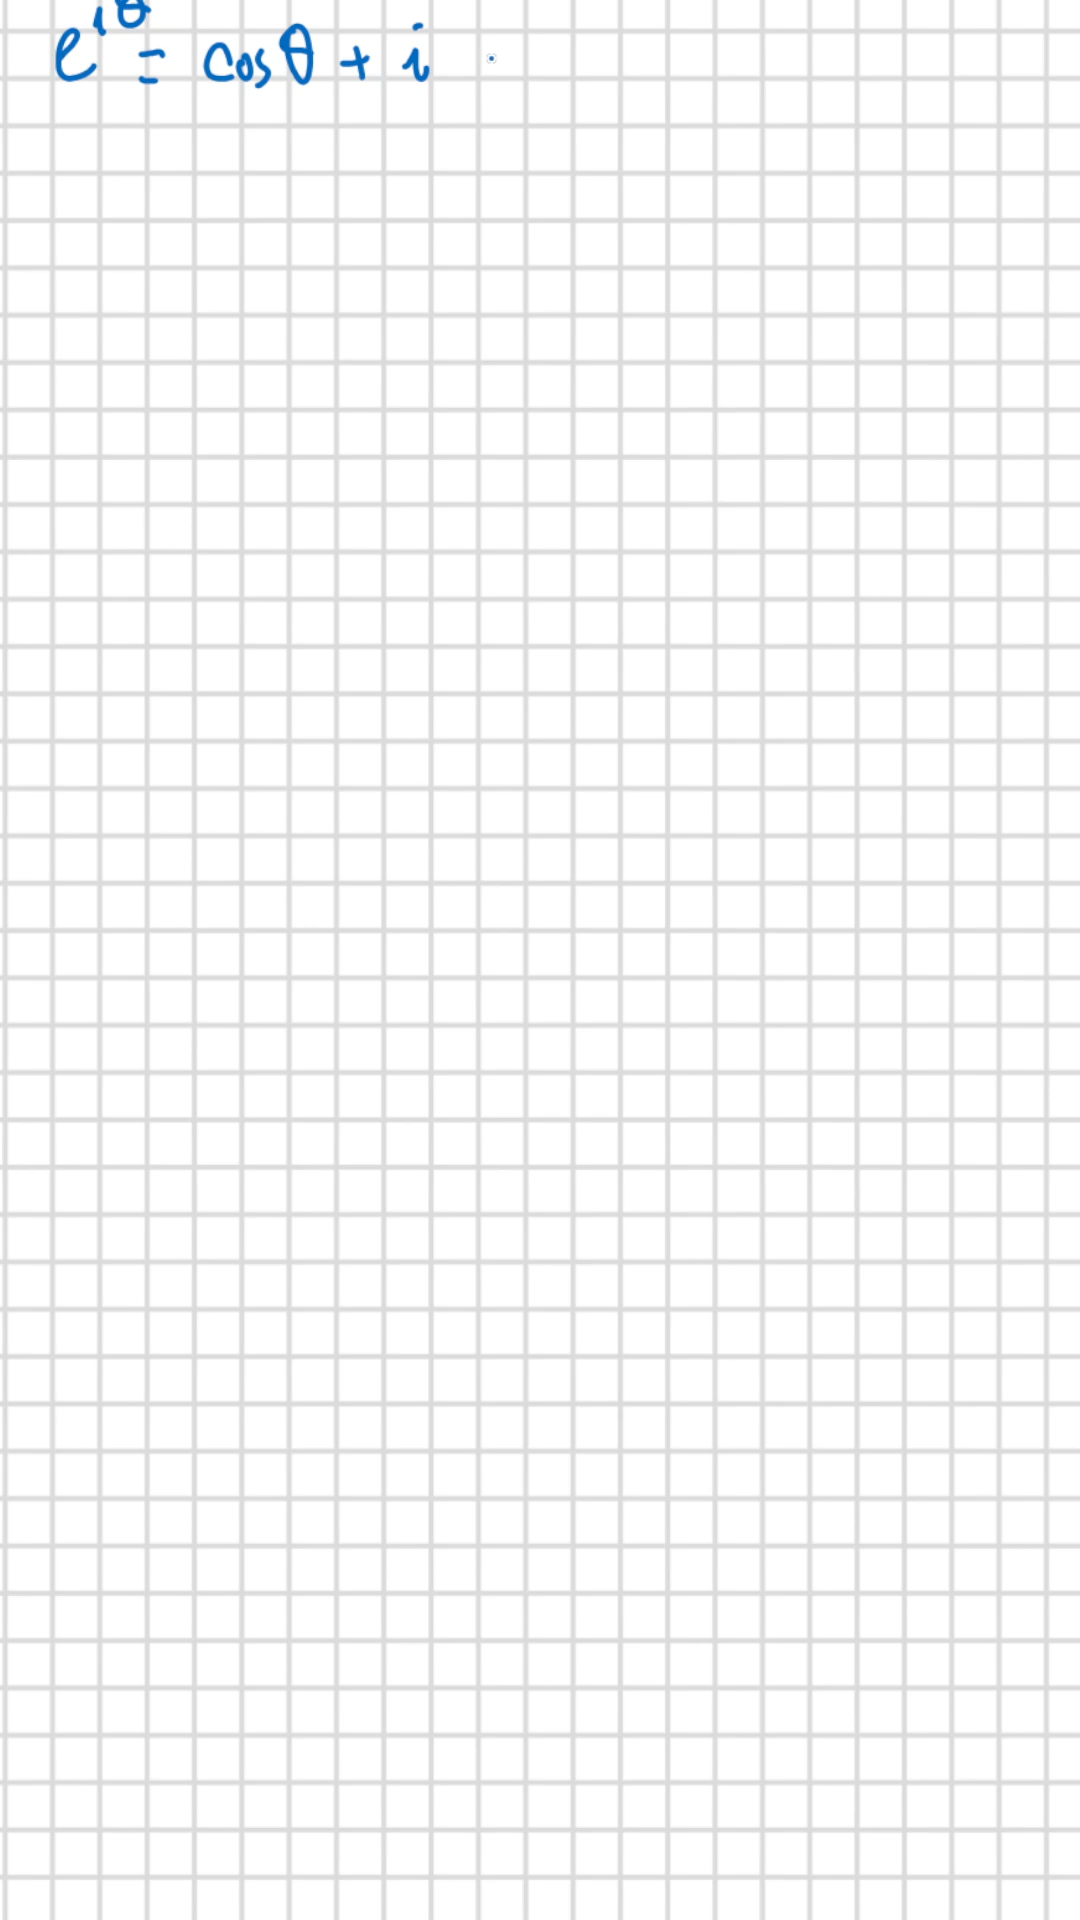 e^{iθ} = cosθ + i